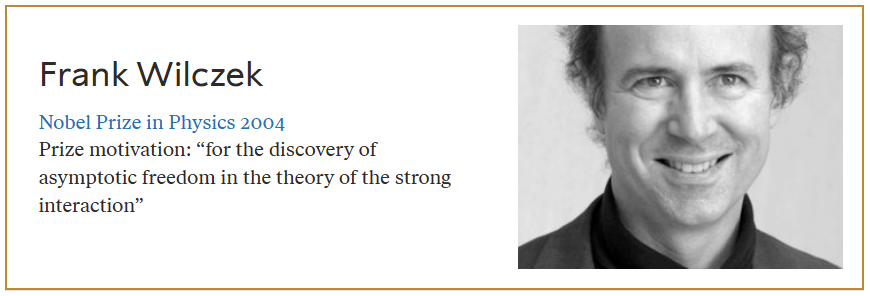 Frank Wilczek
Nobel Prize in Physics 2004
Prize motivation: “for the discovery of
asymptotic freedom in the theory of the strong
interaction”